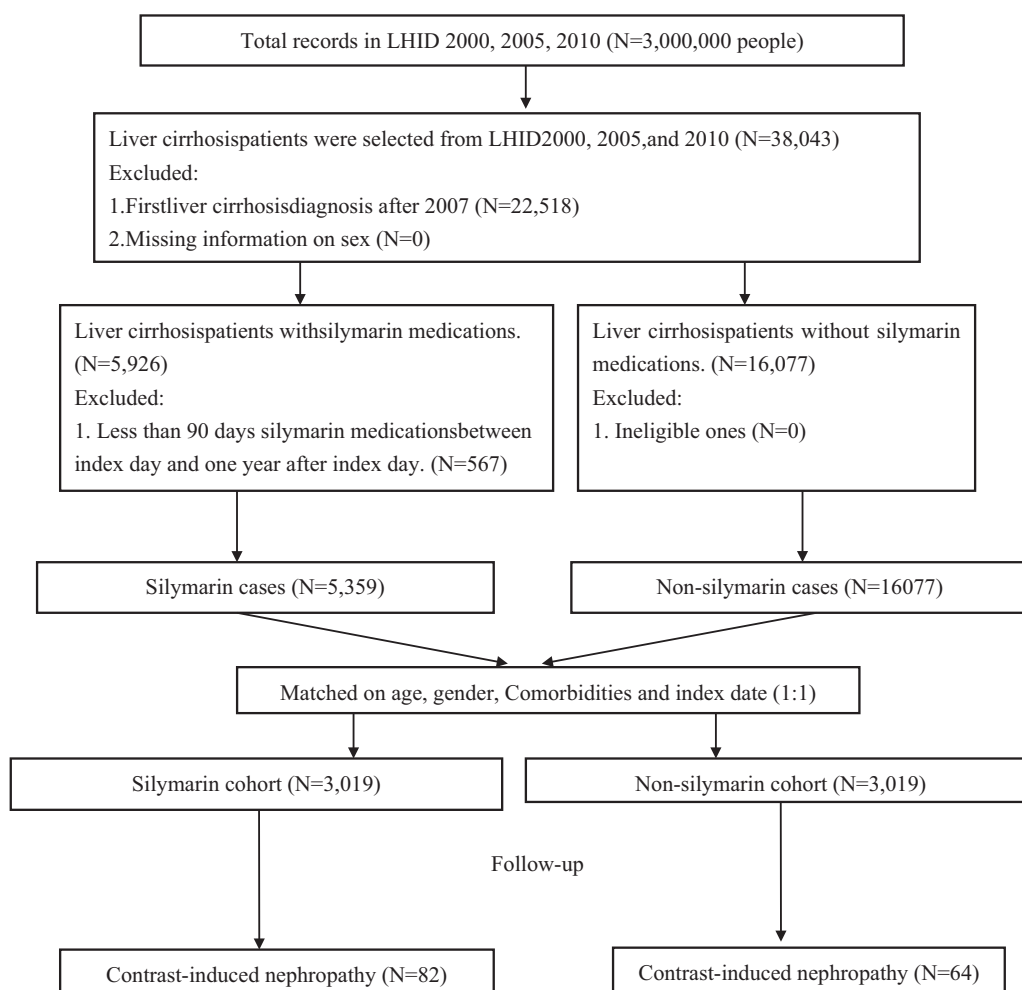 Total records in LHID 2000, 2005, 2010 (N=3,000,000 people)
Liver cirrhosispatients were selected from LHID2000, 2005,and 2010 (N=38,043)
Excluded:
1.Firstliver cirrhosisdiagnosis after 2007 (N=22,518)
2.Missing information on sex (N=0)
Liver cirrhosispatients withsilymarin medications.
(N=5,926)
Excluded:
1. Less than 90 days silymarin medicationsbetween
index day and one year after index day. (N=567)
Liver cirrhosispatients without silymarin
medications. (N=16,077)
Excluded:
1. Ineligible ones (N=0)
Silymarin cases (N=5,359)
Non-silymarin cases (N=16077)
Matched on age, gender, Comorbidities and index date (1:1)
Silymarin cohort (N=3,019)
Non-silymarin cohort (N=3,019)
Follow-up
Contrast-induced nephropathy (N=82)
Contrast-induced nephropathy (N=64)